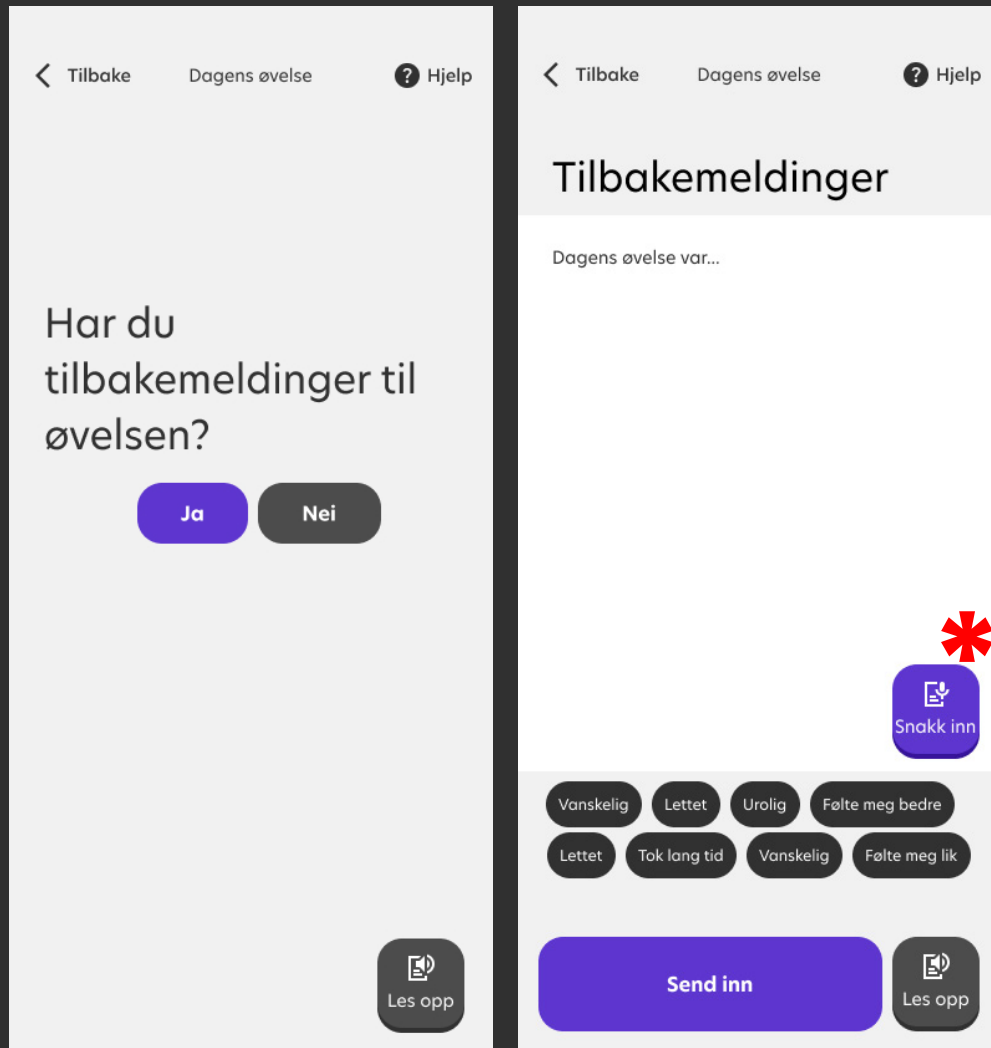 Tilbake Dagens øvelse ? Hjelp
Har du
tilbakemeldinger til
øvelsen?
Ja Nei
Les opp
Tilbake Dagens øvelse ? Hjelp
Tilbakemeldinger
Dagens øvelse var...
*
Snakk inn
Vanskelig Lettet Urolig Følte meg bedre
Lettet Tok lang tid Vanskelig Følte meg lik
Send inn Les opp